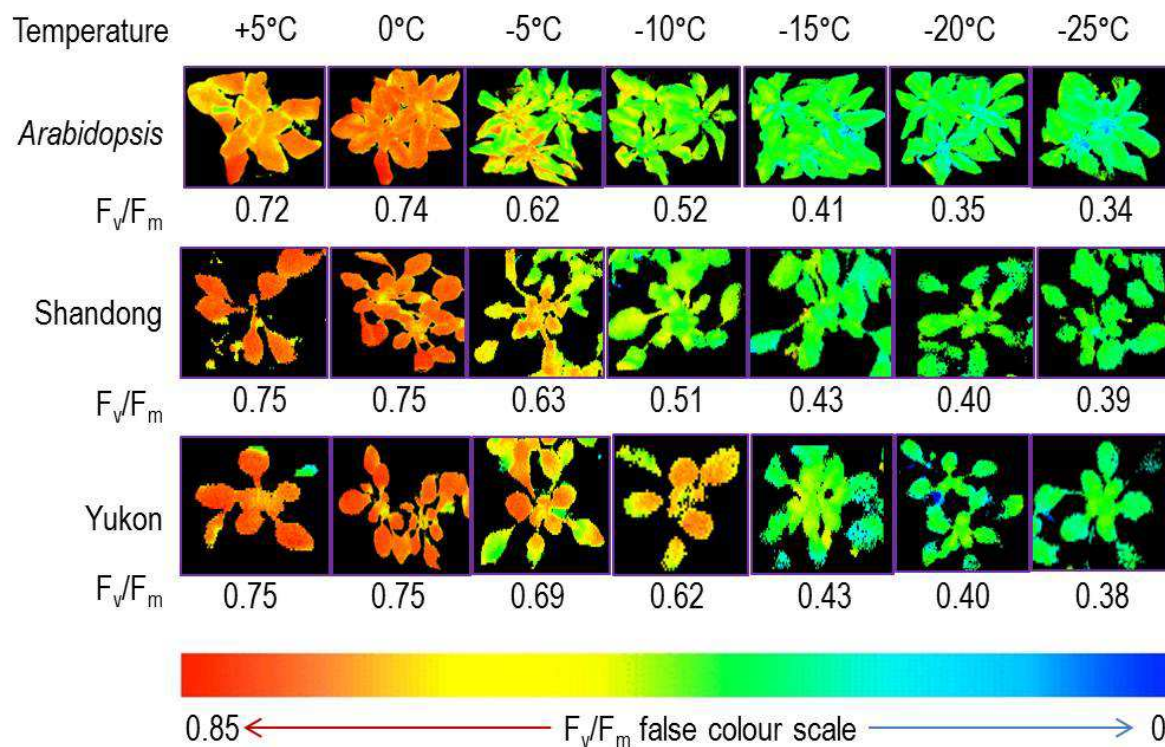 Temperature +5°C 0°C -5°C -10°C -15°C -20°C -25°C
Arabidopsis
Fv/Fm 0.72 0.74 0.62 0.52 0.41 0.35 0.34
Shandong
Fv/Fm 0.75 0.75 0.63 0.51 0.43 0.40 0.39
Yukon
Fv/Fm 0.75 0.75 0.69 0.62 0.43 0.40 0.38
0.85 Fv/Fm false colour scale 0